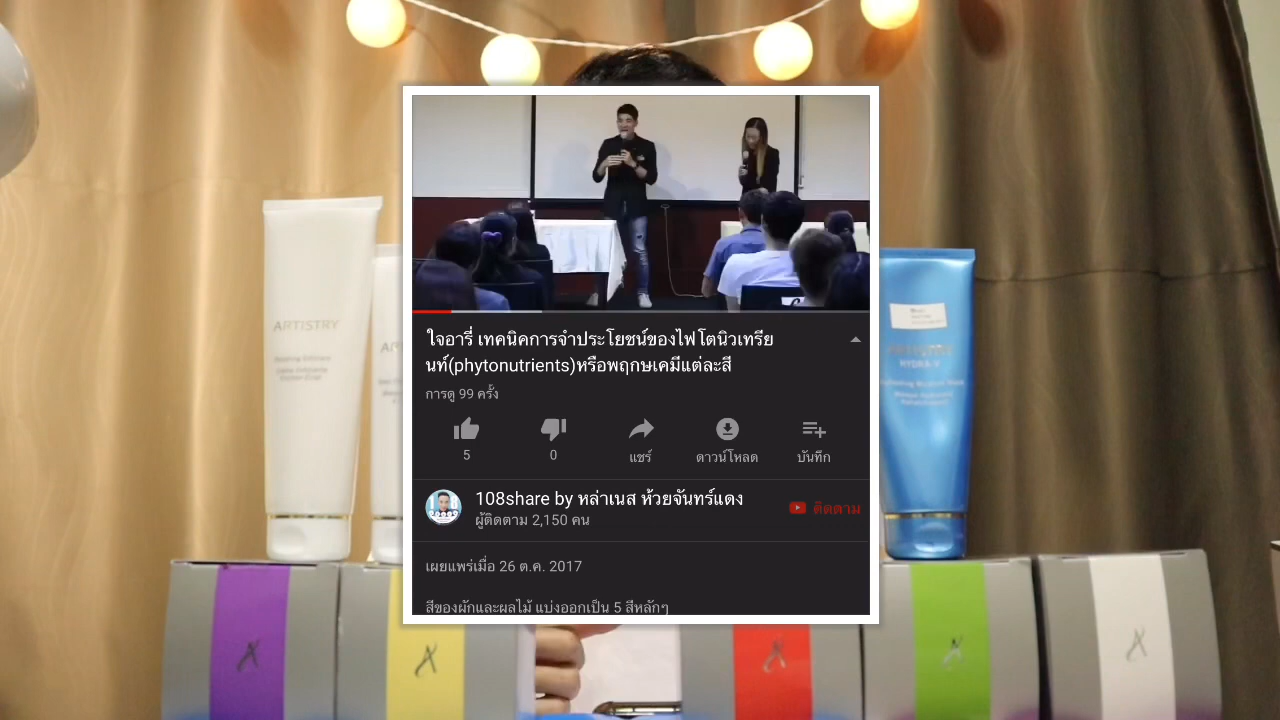 ใจอารี่ เทคนิคการจำประโยชน์ของไฟโตนิวเทรีย
นท์(phytonutrients)หรือพฤกษเคมีแต่ละสี
การดู 99 ครั้ง
5
0
แชร์
ดาวน์โหลด
บันทึก
108share by หล่าเนส ห้วยจันทร์แดง
ผู้ติดตาม 2,150 คน
ติดตาม
เผยแพร่เมื่อ 26 ต.ค. 2017
สีของผักและผลไม้ แบ่งออกเป็น 5 สีหลักๆ
ARTISTRY
HYDRA-V